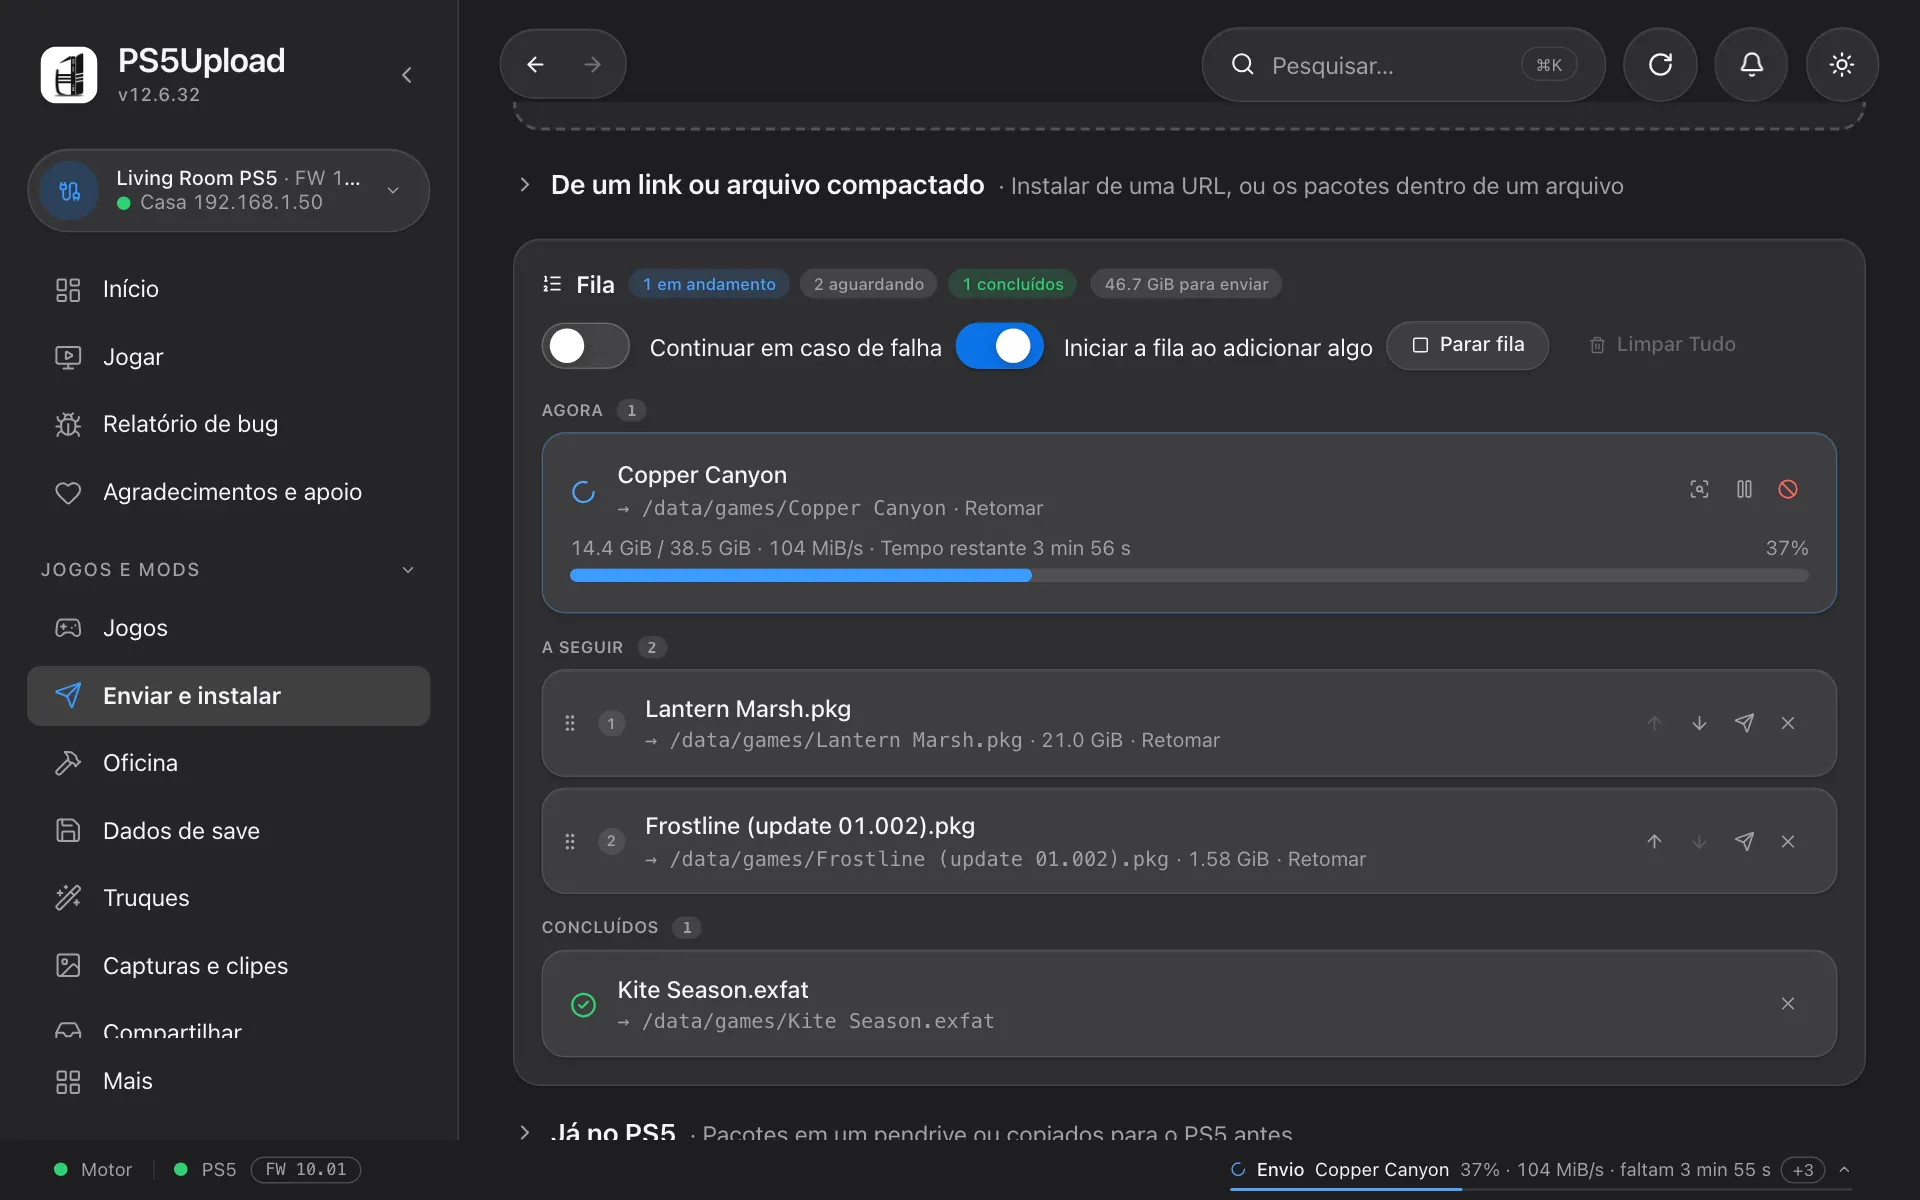 PS5Upload
v12.6.32
Living Room PS5 · FW 1...
Casa 192.168.1.50
Início
Jogar
Relatório de bug
Agradecimentos e apoio
JOGOS E MODS
Jogos
Enviar e instalar
Oficina
Dados de save
Truques
Capturas e clipes
Compartilhar
Mais
Pesquisar... ⌘K
De um link ou arquivo compactado · Instalar de uma URL, ou os pacotes dentro de um arquivo
Fila 1 em andamento 2 aguardando 1 concluídos 46.7 GiB para enviar
Continuar em caso de falha Iniciar a fila ao adicionar algo Parar fila Limpar Tudo
AGORA 1
Copper Canyon
→ /data/games/Copper Canyon · Retomar
14.4 GiB / 38.5 GiB · 104 MiB/s · Tempo restante 3 min 56 s 37%
A SEGUIR 2
1 Lantern Marsh.pkg
→ /data/games/Lantern Marsh.pkg · 21.0 GiB · Retomar
2 Frostline (update 01.002).pkg
→ /data/games/Frostline (update 01.002).pkg · 1.58 GiB · Retomar
CONCLUÍDOS 1
Kite Season.exfat
→ /data/games/Kite Season.exfat
Já no PS5 · Pacotes em um pendrive ou copiados para o PS5 antes
Motor PS5 FW 10.01
Envio Copper Canyon 37% · 104 MiB/s · faltam 3 min 55 s +3